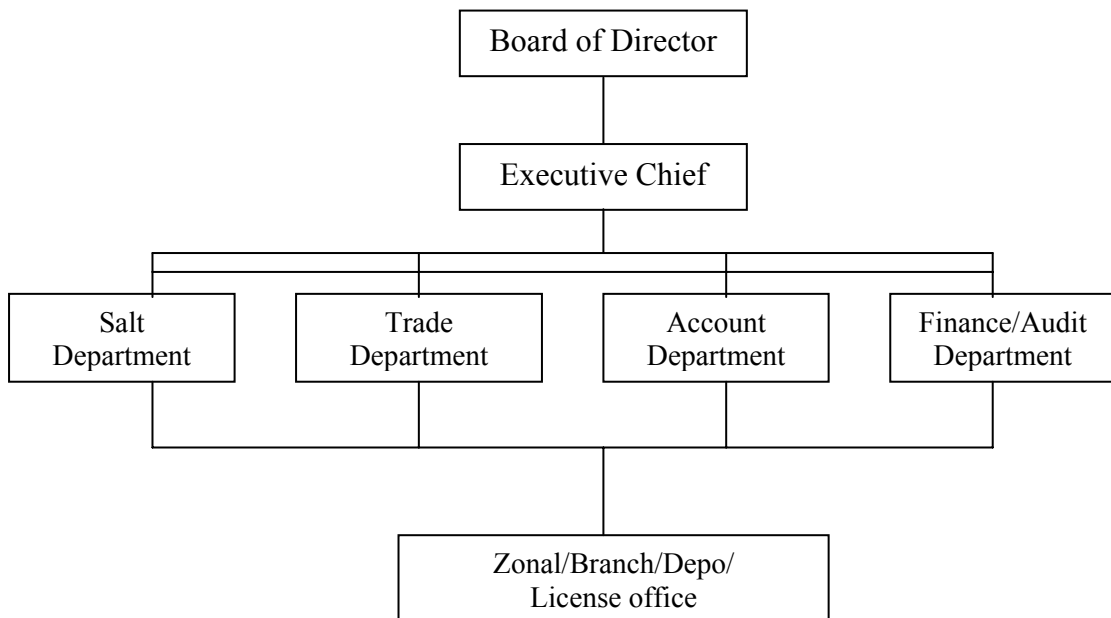 Board of Director
Executive Chief
Salt
Department
Trade
Department
Account
Department
Finance/Audit
Department
Zonal/Branch/Depo/
License office